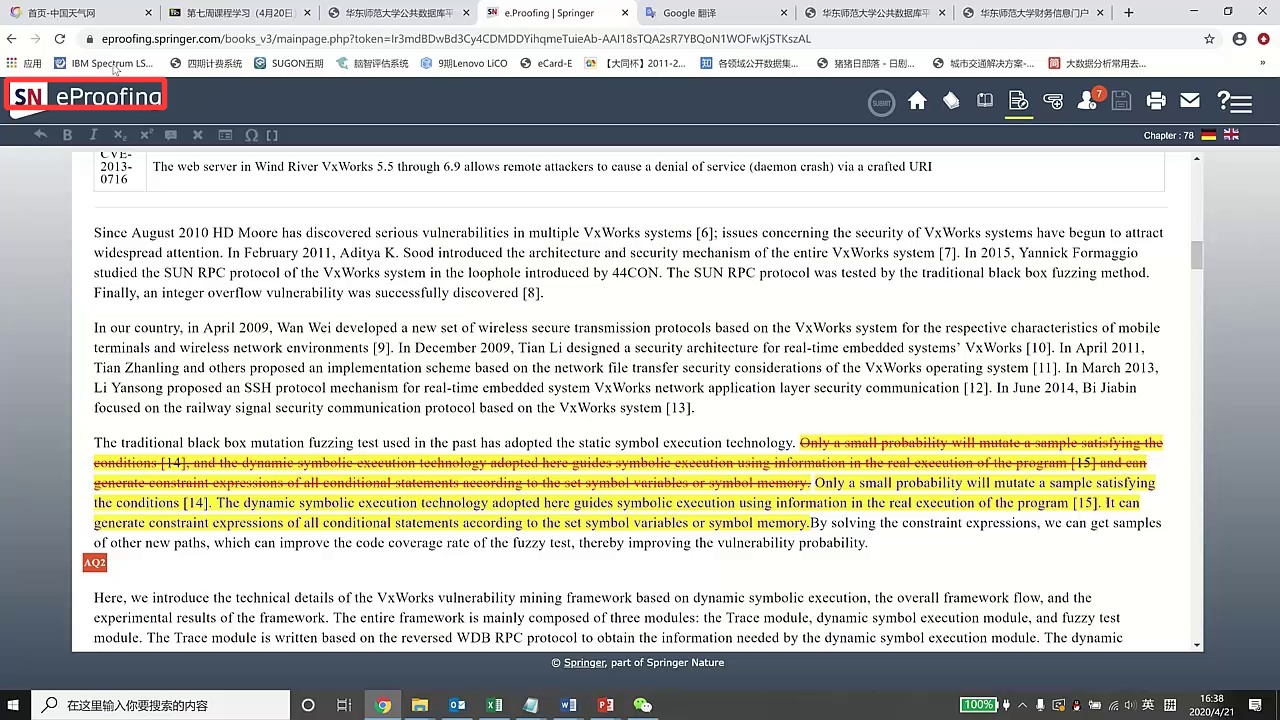 首页-中国天气网
第七周课程学习（4月20日）
华东师范大学公共数据库平
e.Proofing | Springer
Google 翻译
华东师范大学公共数据库平
华东师范大学财务信息门户
eproofing.springer.com/books_v3/mainpage.php?token=Ir3mdBDwBd3Cy4CDMDDYihqmeTuieAb-AAI18sTQA2sR7YBQoN1WOFwKjSTKszAL
应用
IBM Spectrum LS...
四期计费系统
SUGON五期
脑智评估系统
9期Lenovo LiCO
eCard-E
【大同杯】2011-2...
各领域公开数据集...
猪猪日部落 - 日剧...
城市交通解决方案-...
大数据分析常用去...
»
SN eProofing
SUBMIT
7
B I X₂ X² Ω [ ]
Chapter : 78
CVE-
2013-
0716
The web server in Wind River VxWorks 5.5 through 6.9 allows remote attackers to cause a denial of service (daemon crash) via a crafted URI
Since August 2010 HD Moore has discovered serious vulnerabilities in multiple VxWorks systems [6]; issues concerning the security of VxWorks systems have begun to attract
widespread attention. In February 2011, Aditya K. Sood introduced the architecture and security mechanism of the entire VxWorks system [7]. In 2015, Yannick Formaggio
studied the SUN RPC protocol of the VxWorks system in the loophole introduced by 44CON. The SUN RPC protocol was tested by the traditional black box fuzzing method.
Finally, an integer overflow vulnerability was successfully discovered [8].
In our country, in April 2009, Wan Wei developed a new set of wireless secure transmission protocols based on the VxWorks system for the respective characteristics of mobile
terminals and wireless network environments [9]. In December 2009, Tian Li designed a security architecture for real-time embedded systems’ VxWorks [10]. In April 2011,
Tian Zhanling and others proposed an implementation scheme based on the network file transfer security considerations of the VxWorks operating system [11]. In March 2013,
Li Yansong proposed an SSH protocol mechanism for real-time embedded system VxWorks network application layer security communication [12]. In June 2014, Bi Jiabin
focused on the railway signal security communication protocol based on the VxWorks system [13].
The traditional black box mutation fuzzing test used in the past has adopted the static symbol execution technology. Only a small probability will mutate a sample satisfying the
conditions [14], and the dynamic symbolic execution technology adopted here guides symbolic execution using information in the real execution of the program [15] and can
generate constraint expressions of all conditional statements according to the set symbol variables or symbol memory. Only a small probability will mutate a sample satisfying
the conditions [14]. The dynamic symbolic execution technology adopted here guides symbolic execution using information in the real execution of the program [15]. It can
generate constraint expressions of all conditional statements according to the set symbol variables or symbol memory.By solving the constraint expressions, we can get samples
of other new paths, which can improve the code coverage rate of the fuzzy test, thereby improving the vulnerability probability.
AQ2
Here, we introduce the technical details of the VxWorks vulnerability mining framework based on dynamic symbolic execution, the overall framework flow, and the
experimental results of the framework. The entire framework is mainly composed of three modules: the Trace module, dynamic symbol execution module, and fuzzy test
module. The Trace module is written based on the reversed WDB RPC protocol to obtain the information needed by the dynamic symbol execution module. The dynamic
© Springer, part of Springer Nature
在这里输入你要搜索的内容
100%
英
拼
16:38
2020/4/21